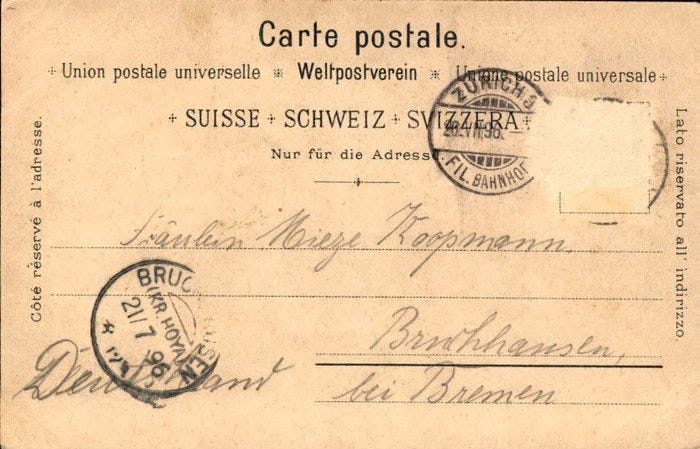 Carte postale.
Union postale universelle * Weltpostverein * Unione postale universale
SUISSE + SCHWEIZ + SVIZZERA
Nur für die Adresse
Côté réservé à l'adresse.
Lato riservato all' indirizzo.
ZÜRICH
VII.96.
FIL. BAHNHOF
Fräulein Mieze Koopmann.
Bruchhausen,
bei Bremen
Deutschland
BRUCHHAUSEN
(KR. HOYA)
21/7
96